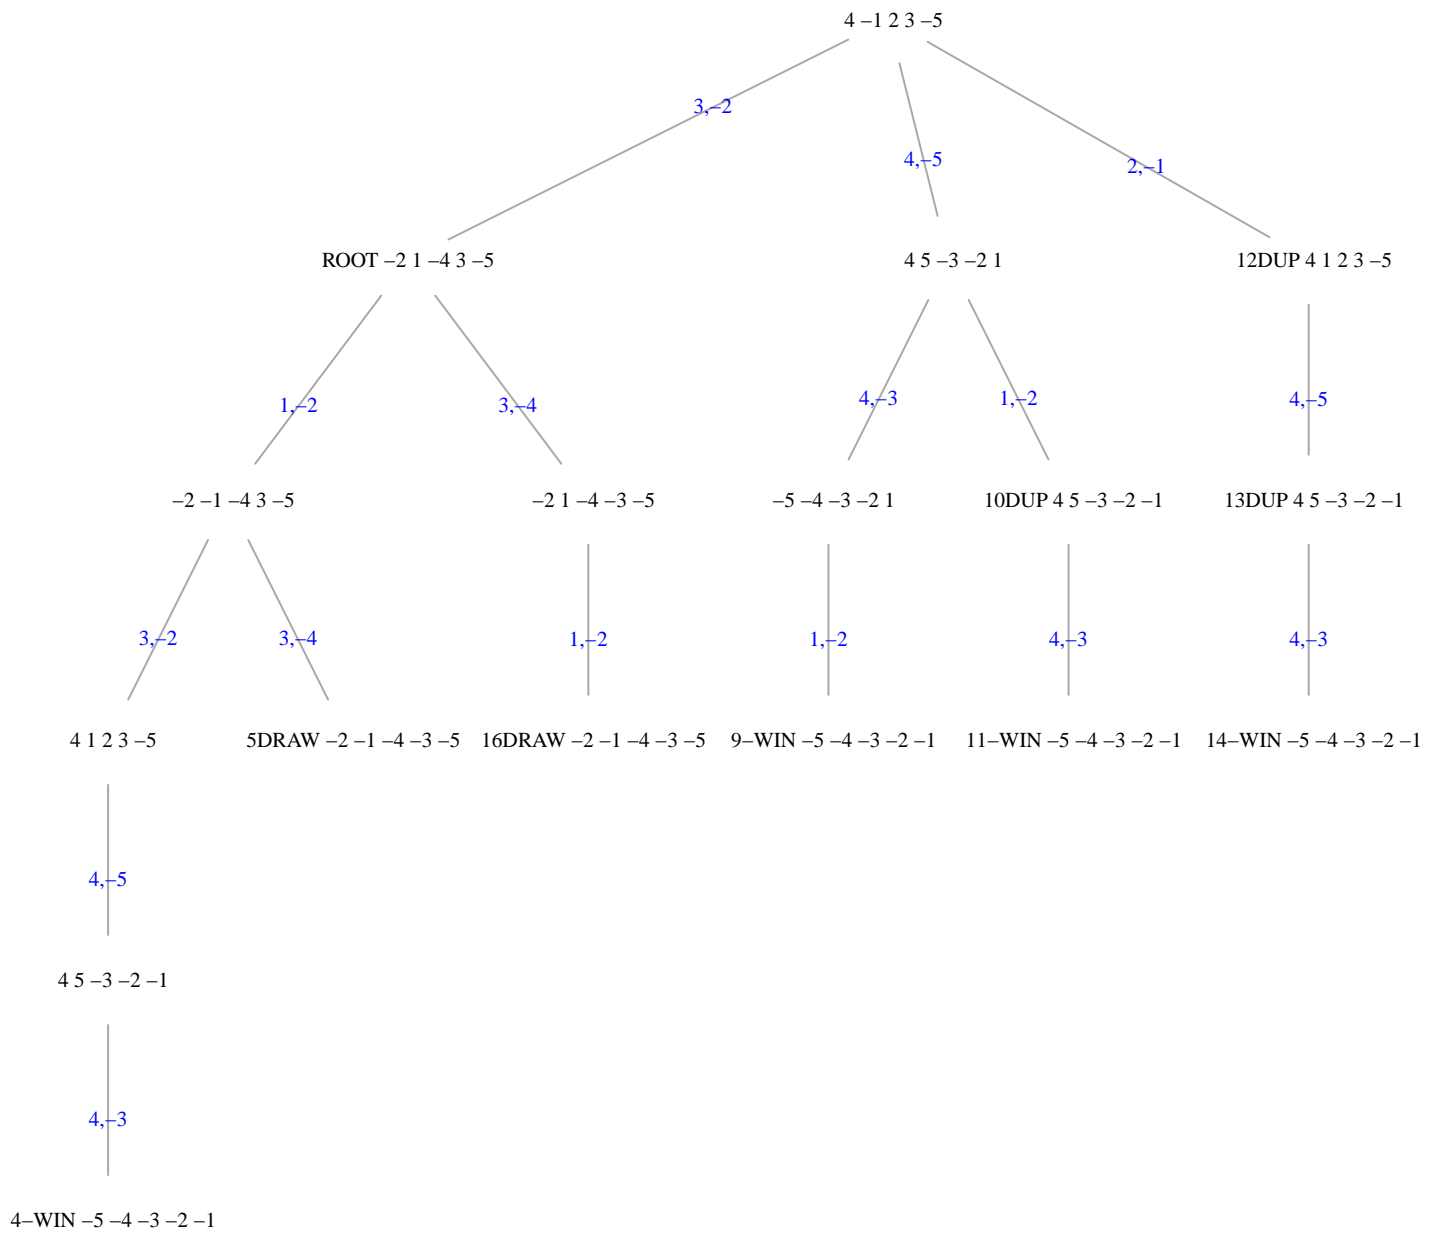 4 –1 2 3 –5
3,–2
4,–5
2,–1
ROOT –2 1 –4 3 –5
4 5 –3 –2 1
12DUP 4 1 2 3 –5
1,–2
3,–4
4,–3
1,–2
4,–5
–2 –1 –4 3 –5
–2 1 –4 –3 –5
–5 –4 –3 –2 1
10DUP 4 5 –3 –2 –1
13DUP 4 5 –3 –2 –1
3,–2
3,–4
1,–2
1,–2
4,–3
4,–3
4 1 2 3 –5
5DRAW –2 –1 –4 –3 –5
16DRAW –2 –1 –4 –3 –5
9–WIN –5 –4 –3 –2 –1
11–WIN –5 –4 –3 –2 –1
14–WIN –5 –4 –3 –2 –1
4,–5
4 5 –3 –2 –1
4,–3
4–WIN –5 –4 –3 –2 –1